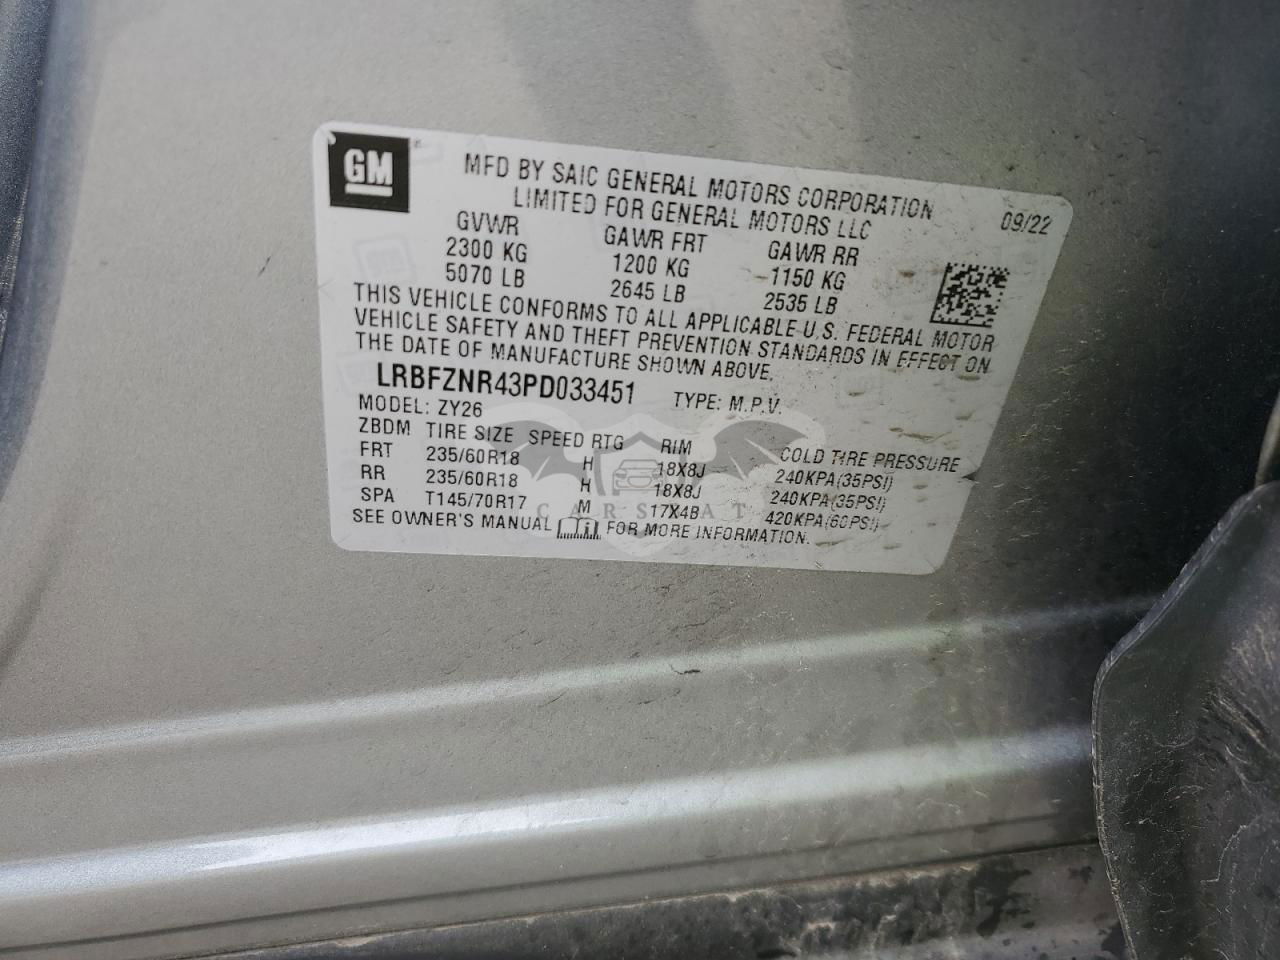 GM
MFD BY SAIC GENERAL MOTORS CORPORATION
LIMITED FOR GENERAL MOTORS LLC
09/22
GVWR GAWR FRT GAWR RR
2300 KG 1200 KG 1150 KG
5070 LB 2645 LB 2535 LB
THIS VEHICLE CONFORMS TO ALL APPLICABLE U.S. FEDERAL MOTOR
VEHICLE SAFETY AND THEFT PREVENTION STANDARDS IN EFFECT ON
THE DATE OF MANUFACTURE SHOWN ABOVE.
LRBFZNR43PD033451 TYPE: M.P.V.
MODEL: ZY26
ZBDM TIRE SIZE SPEED RTG RIM COLD TIRE PRESSURE
FRT 235/60R18 H 18X8J 240KPA(35PSI)
RR 235/60R18 H 18X8J 240KPA(35PSI)
SPA T145/70R17 M 17X4B 420KPA(60PSI)
SEE OWNER'S MANUAL FOR MORE INFORMATION.